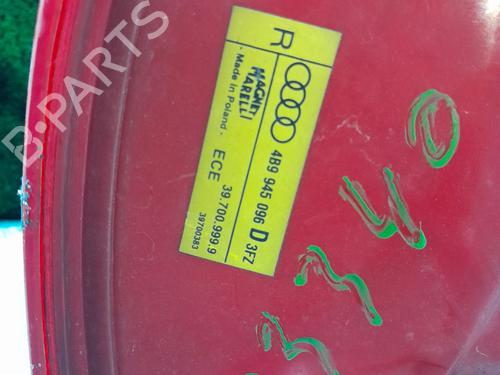 R
4B9 945 096 D 3FZ
MAGNETI
MARELLI
- Made in Poland -
ECE 39.700.999.9
39700383
B-PARTS